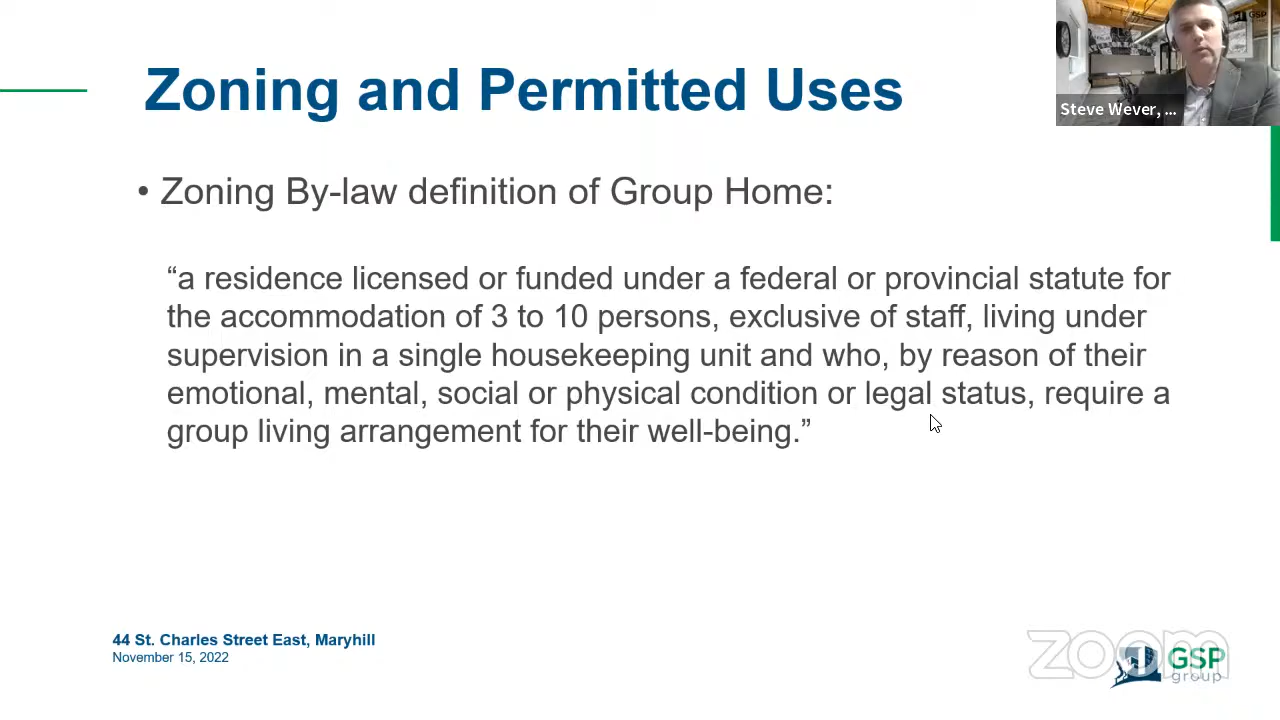 Zoning and Permitted Uses
GSP
Steve Wever, ...
• Zoning By-law definition of Group Home:
“a residence licensed or funded under a federal or provincial statute for
the accommodation of 3 to 10 persons, exclusive of staff, living under
supervision in a single housekeeping unit and who, by reason of their
emotional, mental, social or physical condition or legal status, require a
group living arrangement for their well-being.”
44 St. Charles Street East, Maryhill
November 15, 2022
zoom
GSP
group